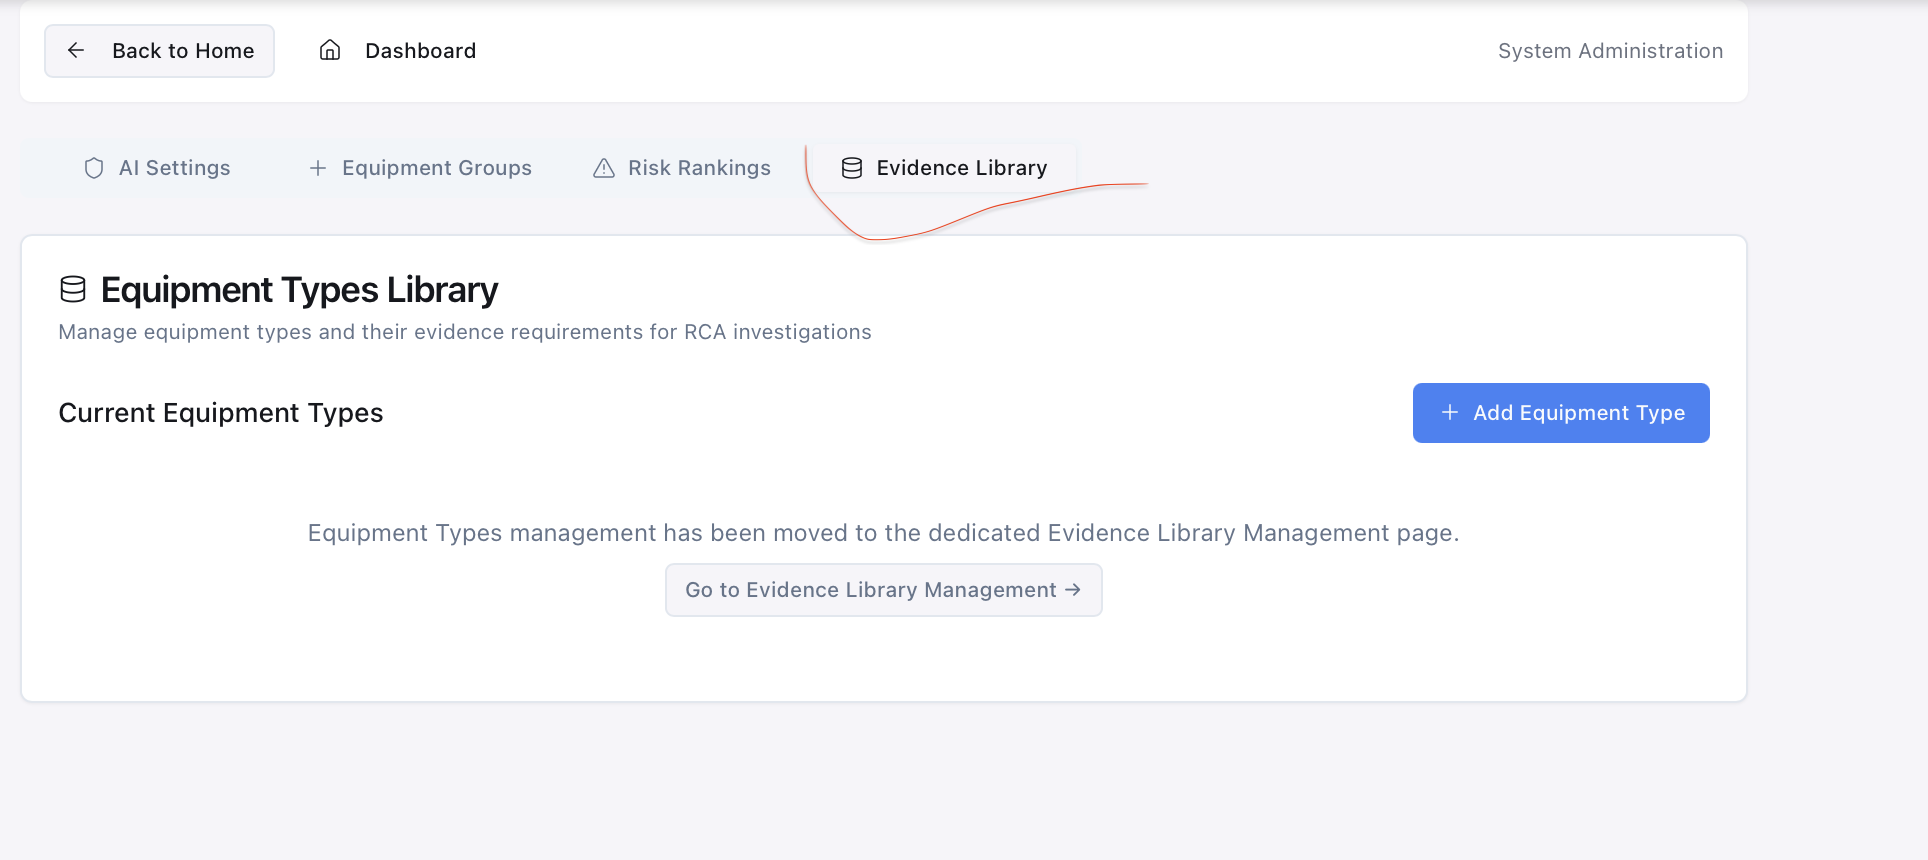 Back to Home
Dashboard
System Administration
AI Settings
Equipment Groups
Risk Rankings
Evidence Library
Equipment Types Library
Manage equipment types and their evidence requirements for RCA investigations
Current Equipment Types
Add Equipment Type
Equipment Types management has been moved to the dedicated Evidence Library Management page.
Go to Evidence Library Management →